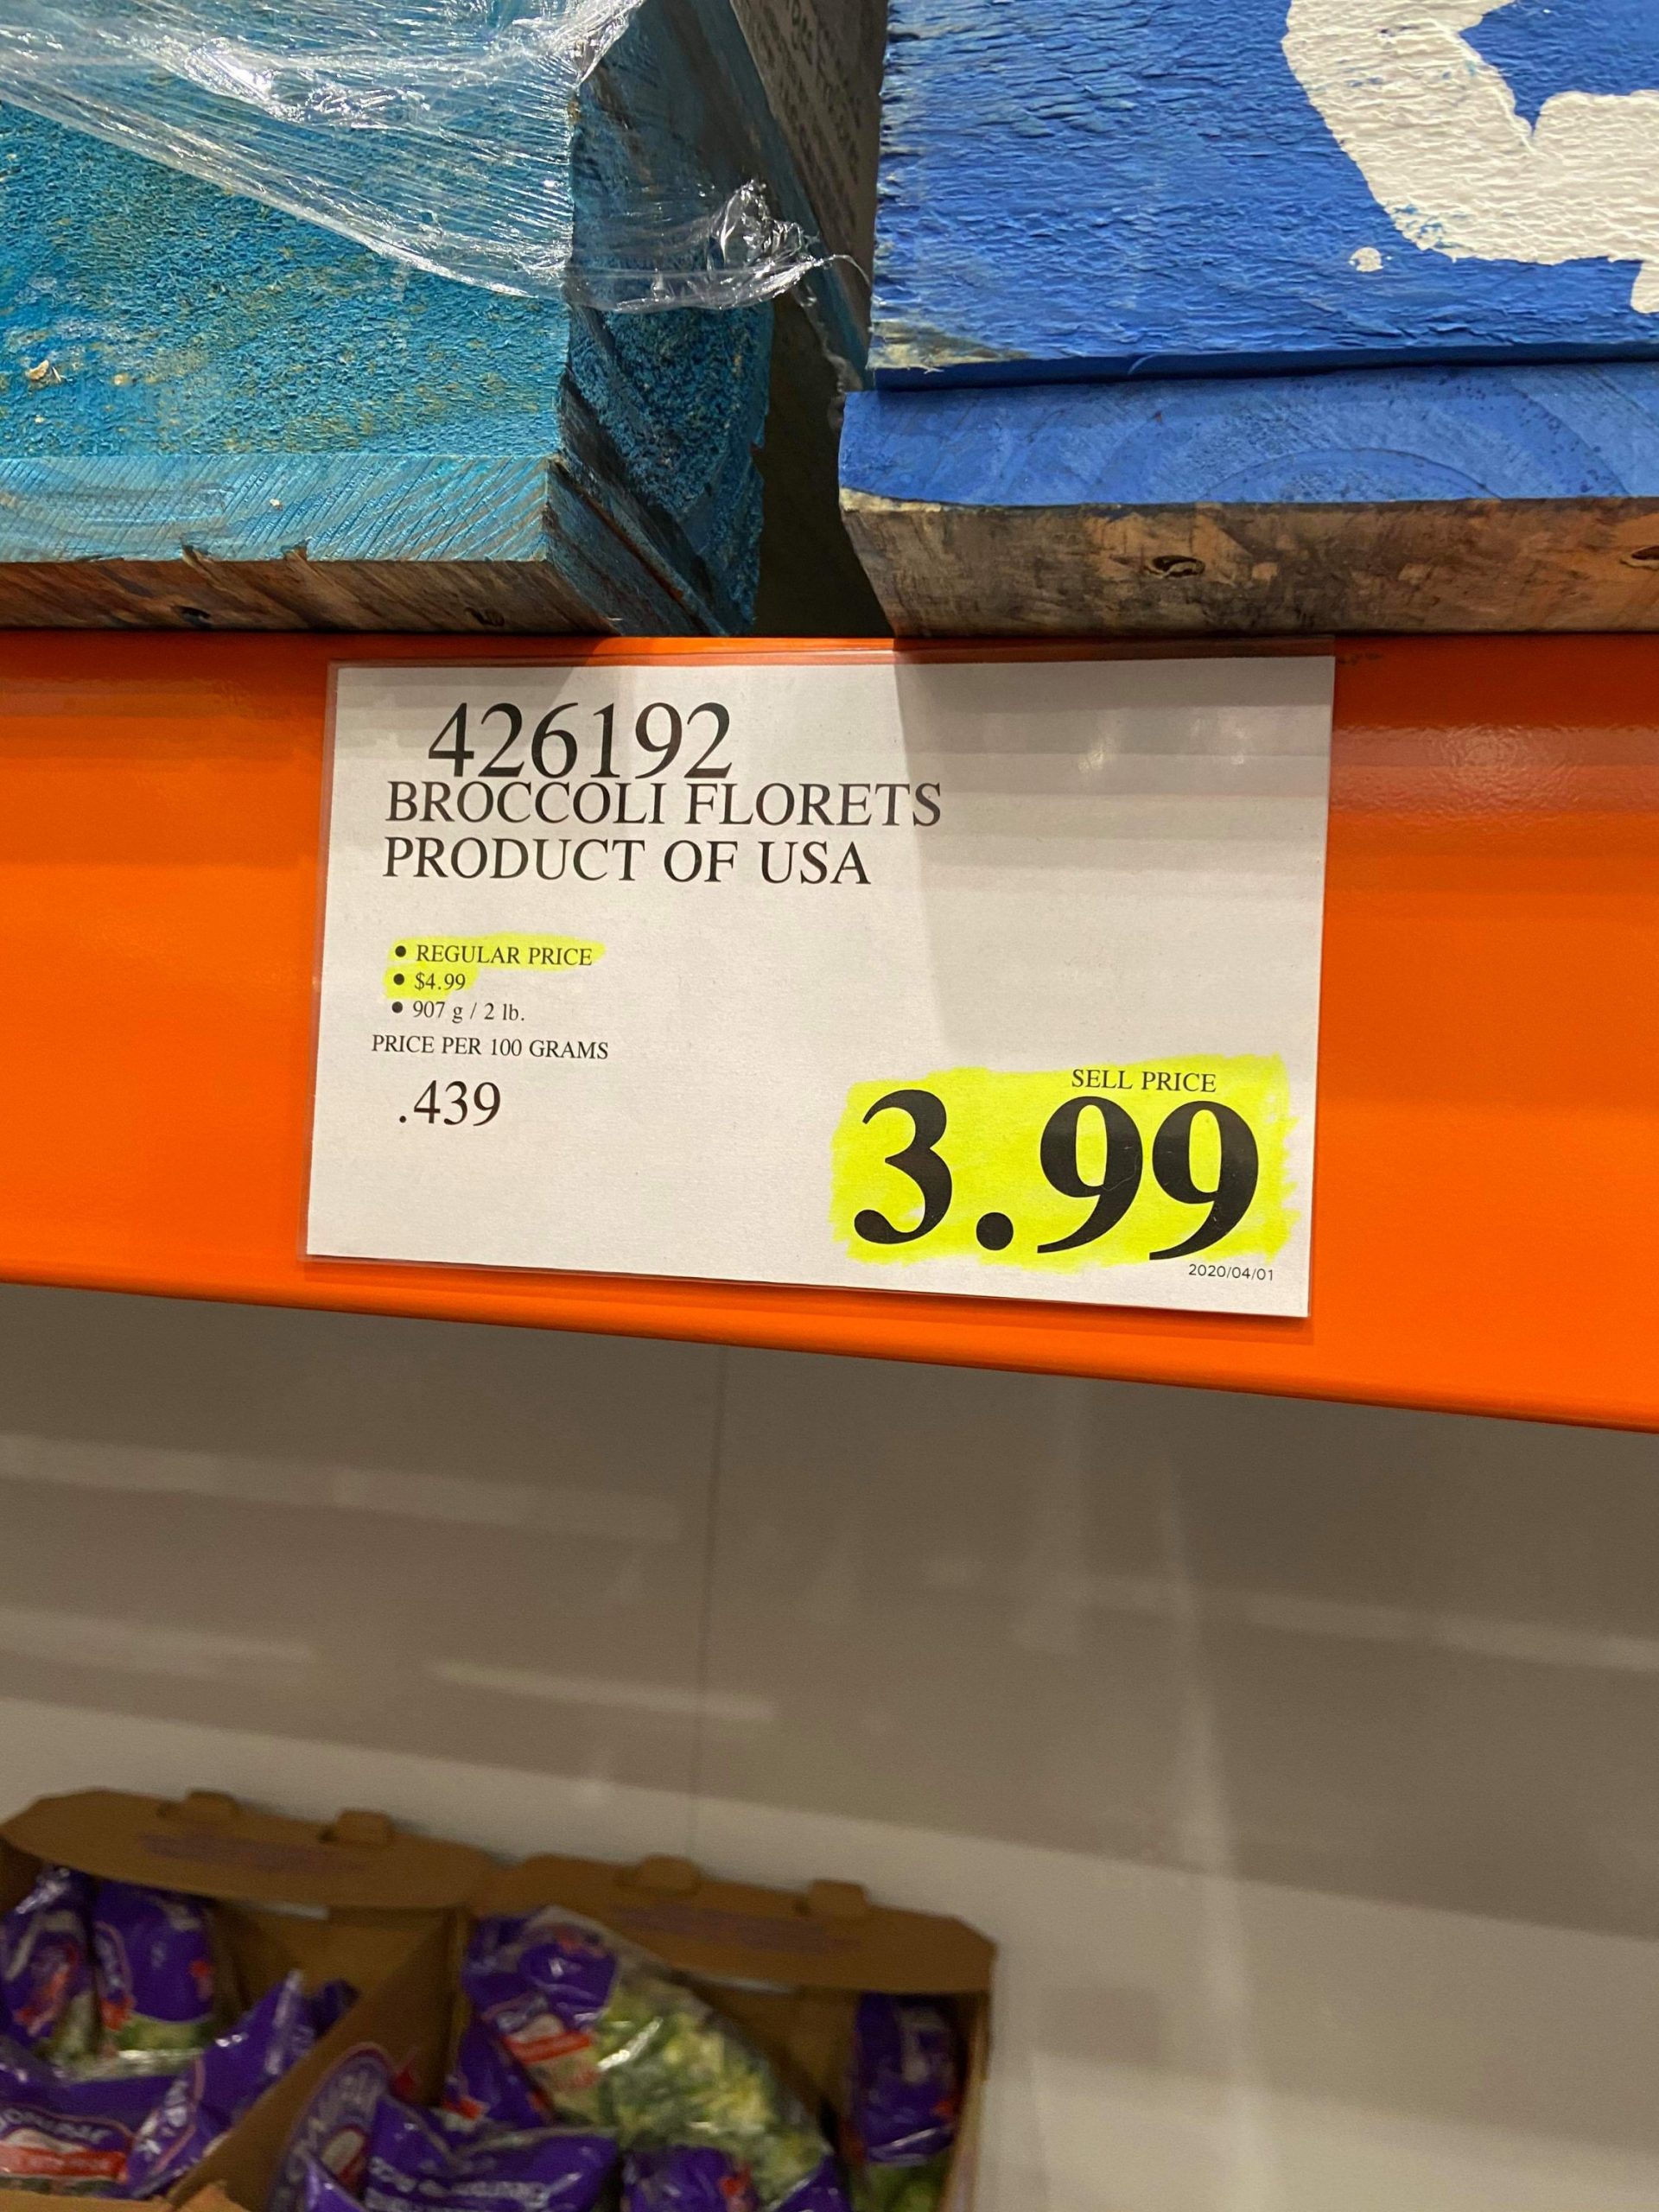 426192
BROCCOLI FLORETS
PRODUCT OF USA
• REGULAR PRICE
• $4.99
• 907 g / 2 lb.
PRICE PER 100 GRAMS
.439
SELL PRICE
3.99
2020/04/01